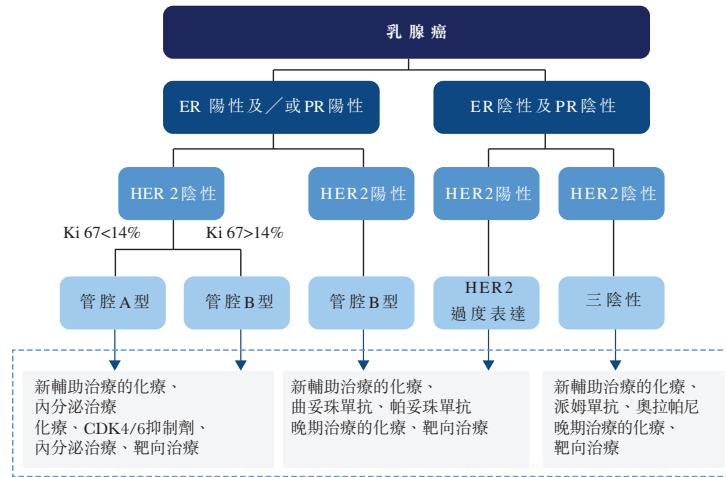 乳腺癌
ER 陽性及／或PR陽性
ER陰性及PR陰性
HER 2陰性
HER2陽性
HER2陽性
HER2陰性
Ki 67<14%
Ki 67>14%
管腔A型
管腔B型
管腔B型
HER2
過度表達
三陰性
新輔助治療的化療、
內分泌治療
化療、CDK4/6抑制劑、
內分泌治療、靶向治療
新輔助治療的化療、
曲妥珠單抗、帕妥珠單抗
晚期治療的化療、靶向治療
新輔助治療的化療、
派姆單抗、奧拉帕尼
晚期治療的化療、
靶向治療